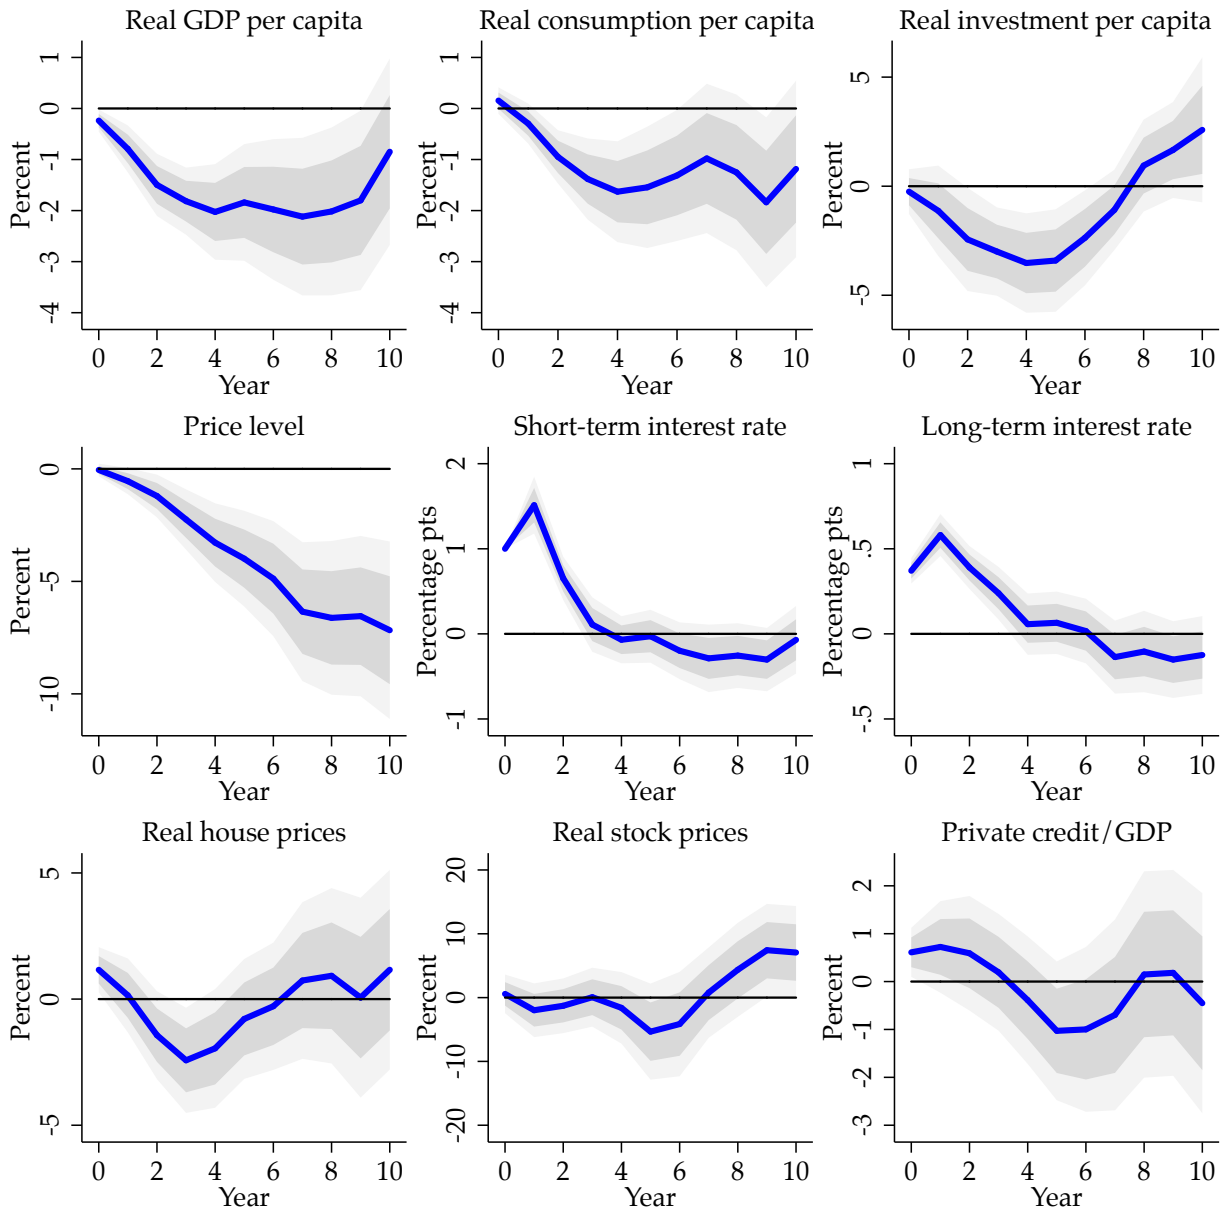 Real GDP per capita
Percent
1
0
-1
-2
-3
-4
0 2 4 6 8 10
Year
Real consumption per capita
Percent
1
0
-1
-2
-3
-4
0 2 4 6 8 10
Year
Real investment per capita
Percent
5
0
-5
0 2 4 6 8 10
Year
Price level
Percent
0
-5
-10
0 2 4 6 8 10
Year
Short-term interest rate
Percentage pts
2
1
0
-1
0 2 4 6 8 10
Year
Long-term interest rate
Percentage pts
1
.5
0
-.5
0 2 4 6 8 10
Year
Real house prices
Percent
5
0
-5
0 2 4 6 8 10
Year
Real stock prices
Percent
20
10
0
-10
-20
0 2 4 6 8 10
Year
Private credit/GDP
Percent
2
1
0
-1
-2
-3
0 2 4 6 8 10
Year